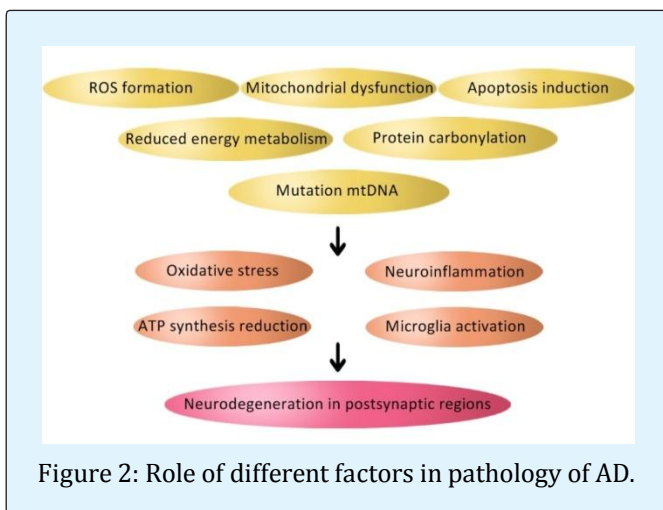 ROS formation
Mitochondrial dysfunction
Apoptosis induction
Reduced energy metabolism
Protein carbonylation
Mutation mtDNA
Oxidative stress
Neuroinflammation
ATP synthesis reduction
Microglia activation
Neurodegeneration in postsynaptic regions
Figure 2: Role of different factors in pathology of AD.